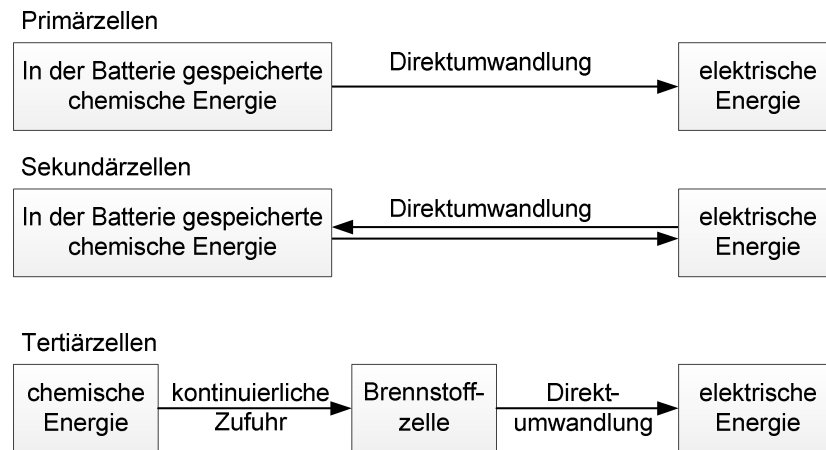 Primärzellen
In der Batterie gespeicherte
chemische Energie
Direktumwandlung
elektrische
Energie
Sekundärzellen
In der Batterie gespeicherte
chemische Energie
Direktumwandlung
elektrische
Energie
Tertiärzellen
chemische
Energie
kontinuierliche
Zufuhr
Brennstoff-
zelle
Direkt-
umwandlung
elektrische
Energie